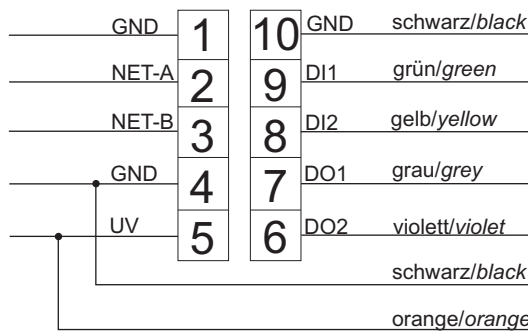 GND 1 10 GND schwarz/black
NET-A 2 9 DI1 grün/green
NET-B 3 8 DI2 gelb/yellow
GND 4 7 DO1 grau/grey
UV 5 6 DO2 violett/violet
schwarz/black
orange/orange